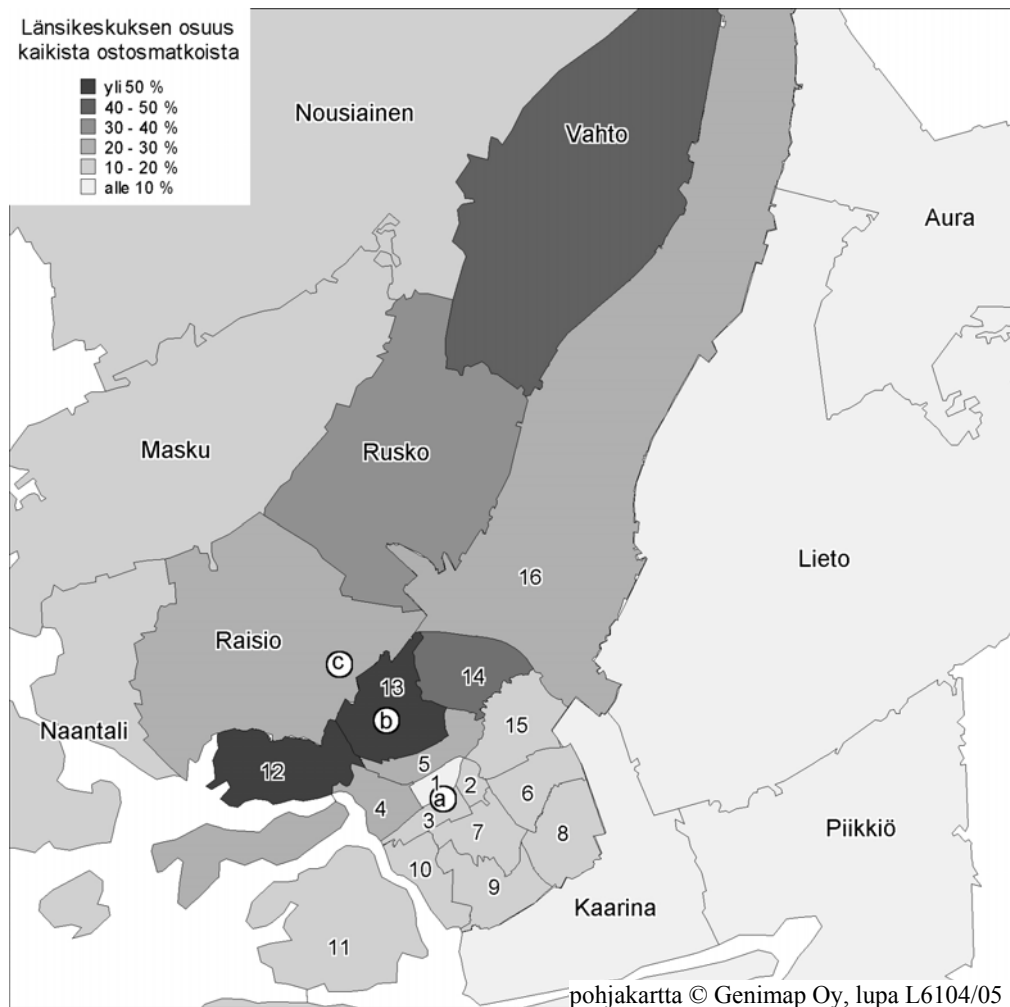 Länsikeskuksen osuus
kaikista ostosmatkoista
yli 50 %
40 - 50 %
30 - 40 %
20 - 30 %
10 - 20 %
alle 10 %
Nousiainen
Vahto
Aura
Masku
Rusko
Lieto
16
Raisio
c
13
14
b
15
Naantali
12
5
1
2
a
6
4
3
7
8
Piikkiö
10
9
Kaarina
11
pohjakartta © Genimap Oy, lupa L6104/05